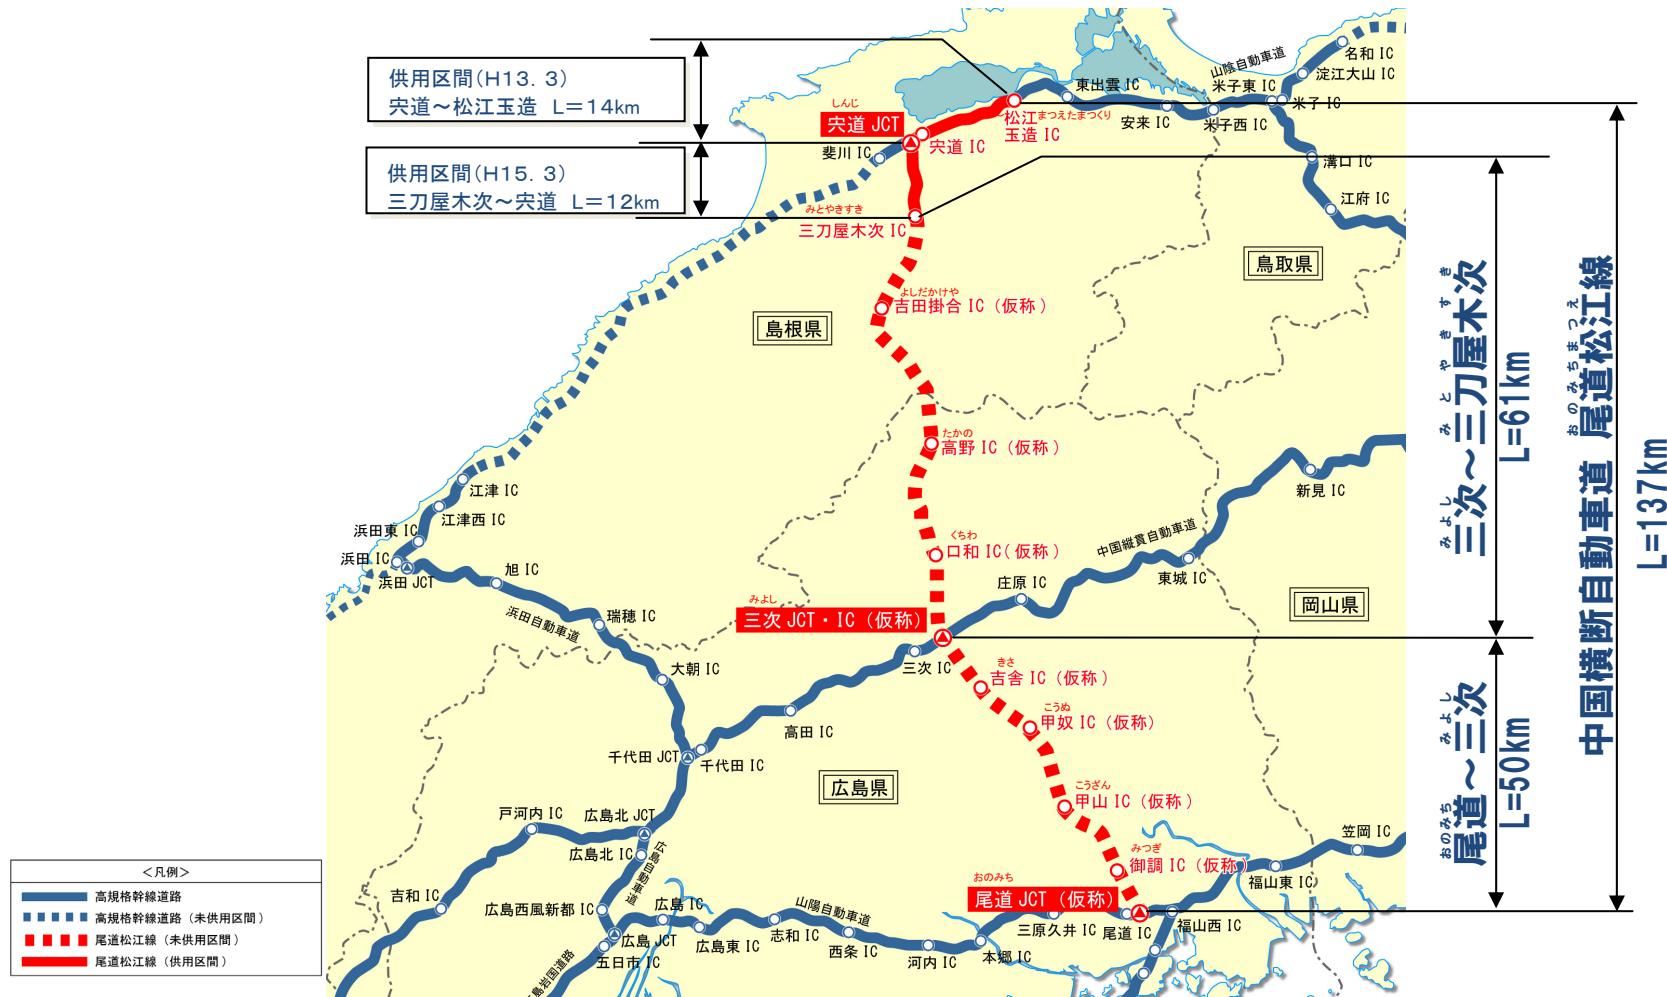 供用区間(H13. 3)
宍道～松江玉造 L=14km
供用区間(H15. 3)
三刀屋木次～宍道 L=12km
山陰自動車道
名和 IC
淀江大山 IC
米子東 IC
米子 IC
東出雲 IC
安来 IC
米子西 IC
しんじ
宍道 JCT
まつえたまつくり
松江
玉造 IC
宍道 IC
斐川 IC
溝口 IC
江府 IC
みとやきすき
三刀屋木次 IC
鳥取県
よしだかけや
吉田掛合 IC (仮称)
島根県
たかの
高野 IC (仮称)
江津 IC
江津西 IC
浜田東 IC
浜田 IC
浜田 JCT
旭 IC
浜田自動車道
瑞穂 IC
大朝 IC
くちわ
口和 IC(仮称)
中国縦貫自動車道
新見 IC
東城 IC
庄原 IC
岡山県
みよし
三次 JCT・IC (仮称)
三次 IC
きさ
吉舎 IC (仮称)
こうぬ
甲奴 IC (仮称)
高田 IC
千代田 JCT
千代田 IC
広島県
こうざん
甲山 IC (仮称)
戸河内 IC
広島北 JCT
広島北 IC
広島自動車道
みつぎ
御調 IC (仮称)
笠岡 IC
福山東 IC
おのみち
尾道 JCT (仮称)
吉和 IC
広島西風新都 IC
広島 IC
山陽自動車道
広島 JCT
広島東 IC
志和 IC
西条 IC
河内 IC
本郷 IC
三原久井 IC
尾道 IC
福山西 IC
五日市 IC
島岩国道路
みよし みとやきすき
三次～三刀屋木次
L=61km
おのみち みよし
尾道～三次
L=50km
おのみちまつえ
中国横断自動車道 尾道松江線
L=137km
＜凡例＞
高規格幹線道路
高規格幹線道路 (未供用区間)
尾道松江線 (未供用区間)
尾道松江線 (供用区間)